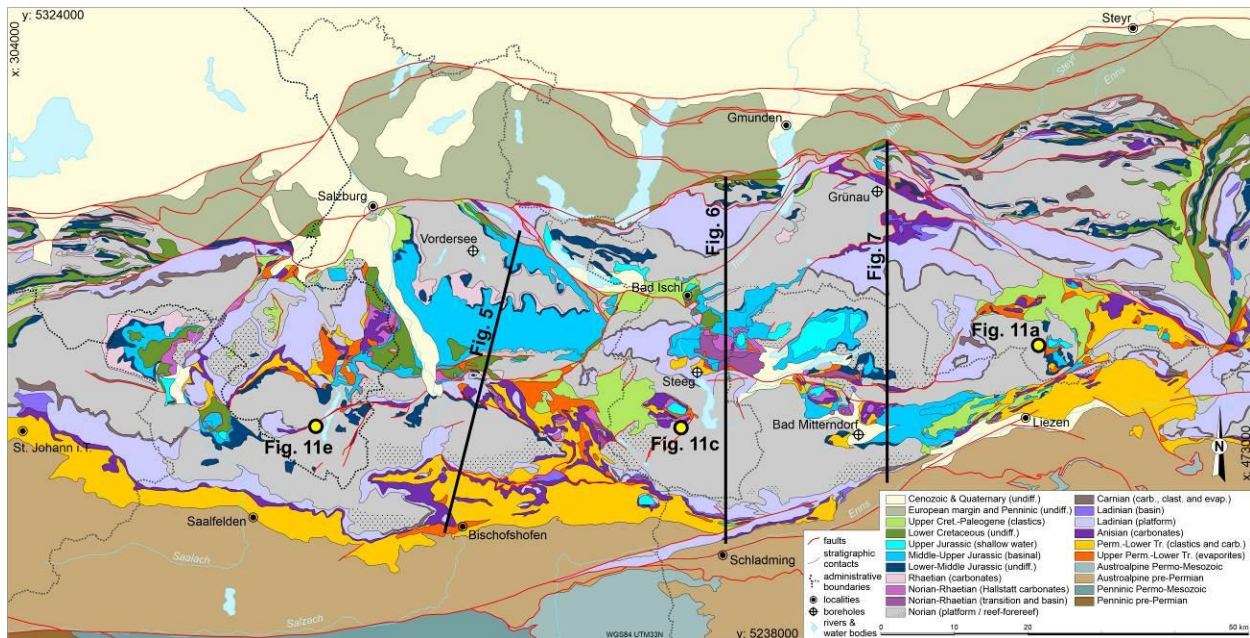 y: 5324000
x: 304000
Steyr
Steyr
Enns
Gmunden
Alm
Salzburg
Grünau
Vordersee
Fig. 6
Traun
Fig. 7
Bad Ischl
Fig. 5
Fig. 11a
Steeg
St. Johann i.T.
Fig. 11e
Fig. 11c
Bad Mitterndorf
Liezen
N
x: 473000
Saalfelden
Bischofshofen
Enns
Saalach
Schladming
Salzach
WGS84 UTM33N
y: 5238000
faults
stratigraphic
contacts
administrative
boundaries
localities
boreholes
rivers &
water bodies
Cenozoic & Quaternary (undiff.)
European margin and Penninic (undiff.)
Upper Cret.-Paleogene (clastics)
Lower Cretaceous (undiff.)
Upper Jurassic (shallow water)
Middle-Upper Jurassic (basinal)
Lower-Middle Jurassic (undiff.)
Rhaetian (carbonates)
Norian-Rhaetian (Hallstatt carbonates)
Norian-Rhaetian (transition and basin)
Norian (platform / reef-forereef)
Carnian (carb., clast. and evap.)
Ladinian (basin)
Ladinian (platform)
Anisian (carbonates)
Perm.-Lower Tr. (clastics and carb.)
Upper Perm.-Lower Tr. (evaporites)
Austroalpine Permo-Mesozoic
Austroalpine pre-Permian
Penninic Permo-Mesozoic
Penninic pre-Permian
0 10 20 50 km